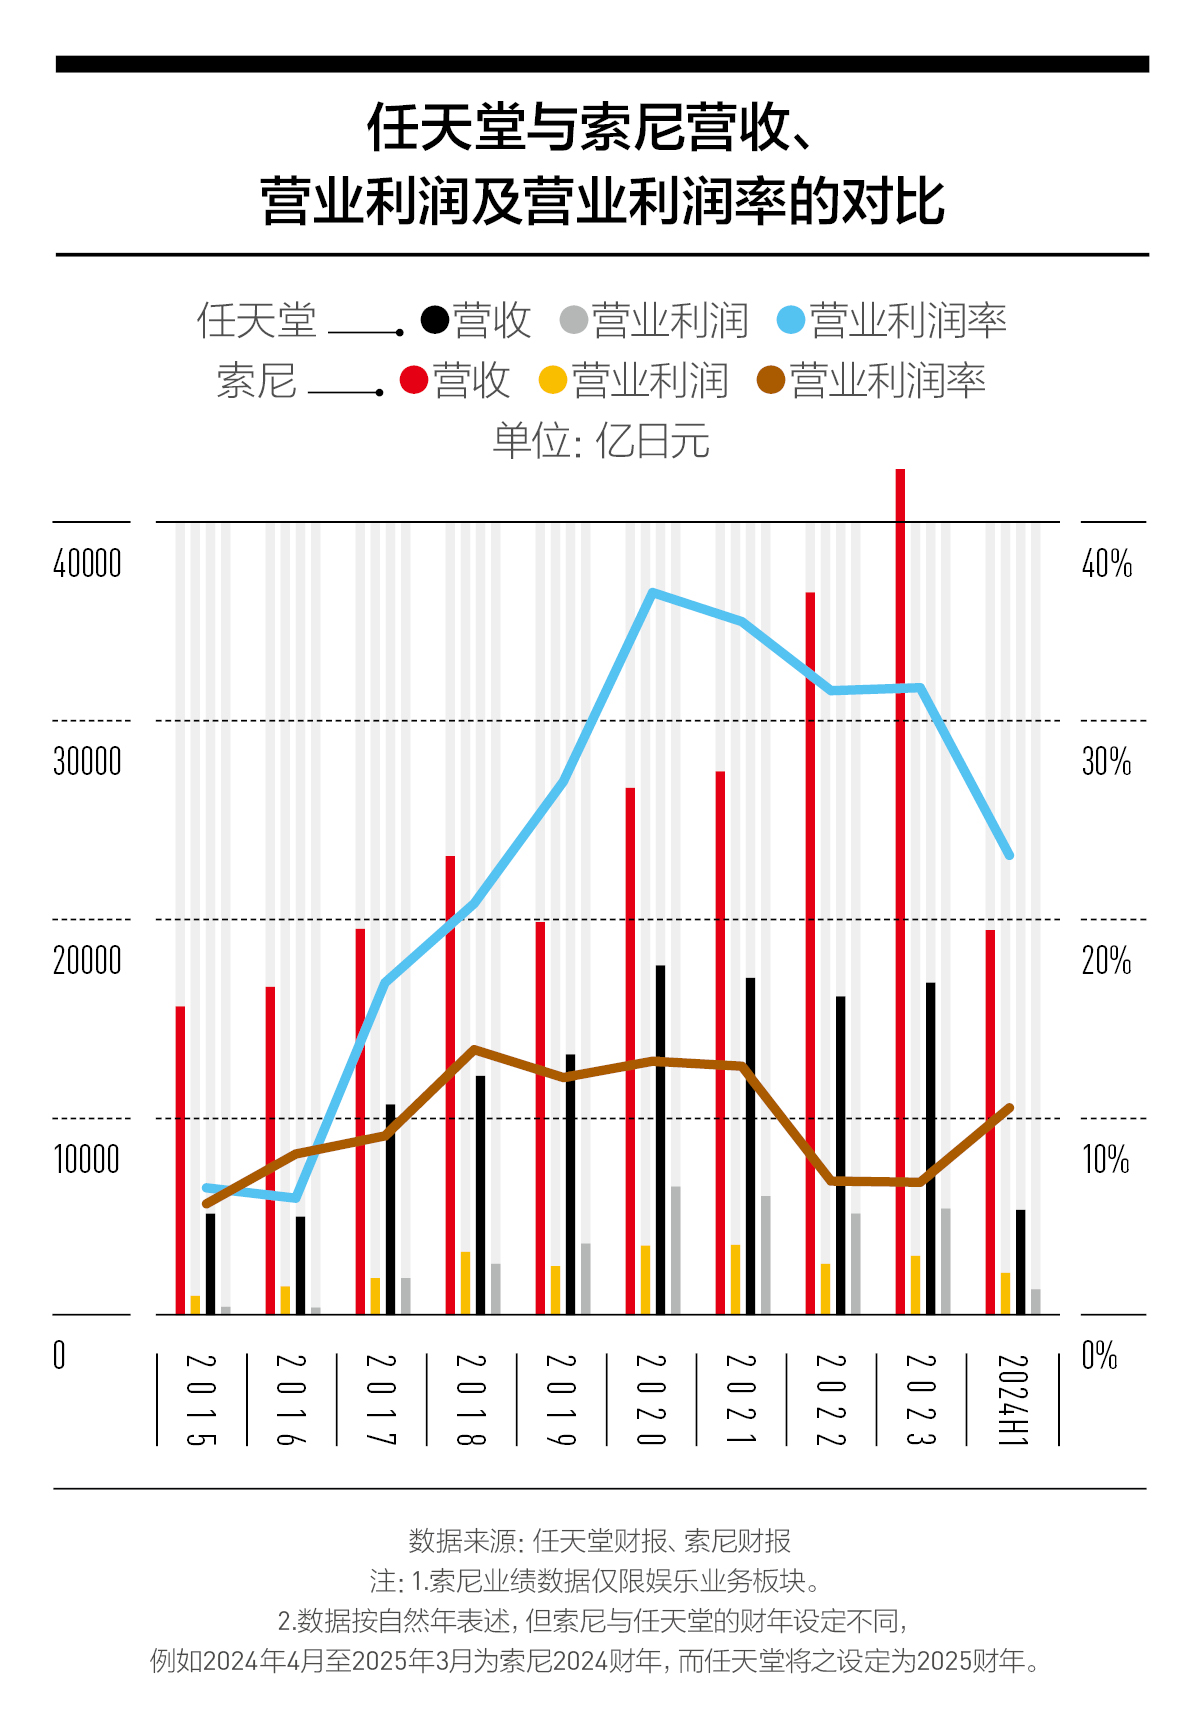 任天堂与索尼营收、
营业利润及营业利润率的对比
任天堂 营收 营业利润 营业利润率
索尼 营收 营业利润 营业利润率
单位：亿日元
40000 40%
30000 30%
20000 20%
10000 10%
0 0%
2015 2016 2017 2018 2019 2020 2021 2022 2023 2024H1
数据来源：任天堂财报、索尼财报
注：1.索尼业绩数据仅限娱乐业务板块。
2.数据按自然年表述，但索尼与任天堂的财年设定不同，
例如2024年4月至2025年3月为索尼2024财年，而任天堂将之设定为2025财年。